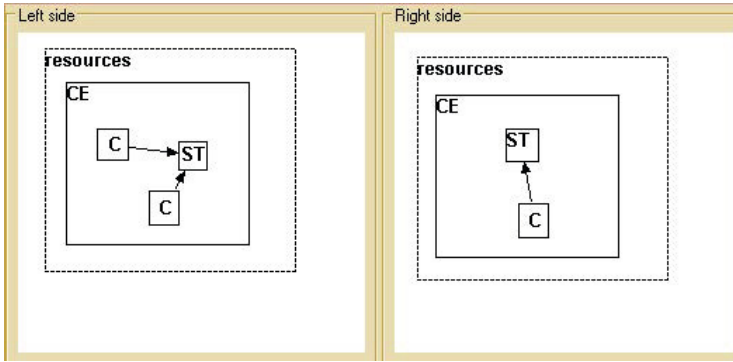 Left side
resources
CE
C
ST
C
Right side
resources
CE
ST
C